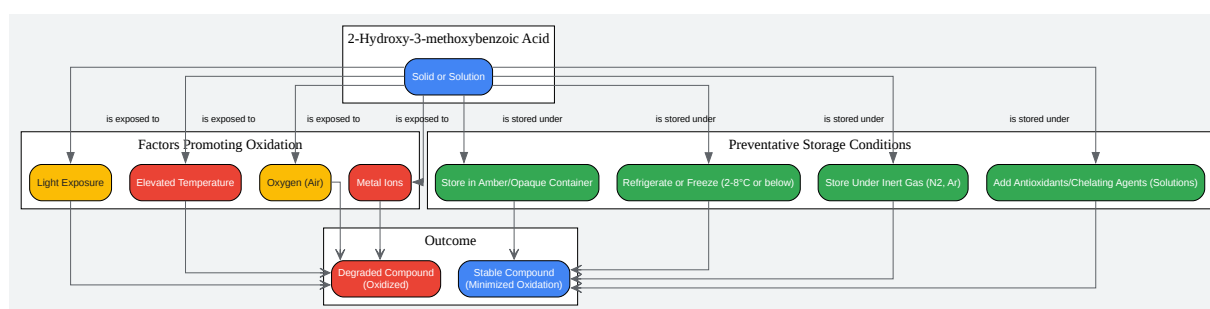 2-Hydroxy-3-methoxybenzoic Acid
Solid or Solution
is exposed to
is exposed to
is exposed to
is exposed to
is stored under
is stored under
is stored under
is stored under
Factors Promoting Oxidation
Preventative Storage Conditions
Light Exposure
Elevated Temperature
Oxygen (Air)
Metal Ions
Store in Amber/Opaque Container
Refrigerate or Freeze (2-8°C or below)
Store Under Inert Gas (N2, Ar)
Add Antioxidants/Chelating Agents (Solutions)
Outcome
Degraded Compound
(Oxidized)
Stable Compound
(Minimized Oxidation)